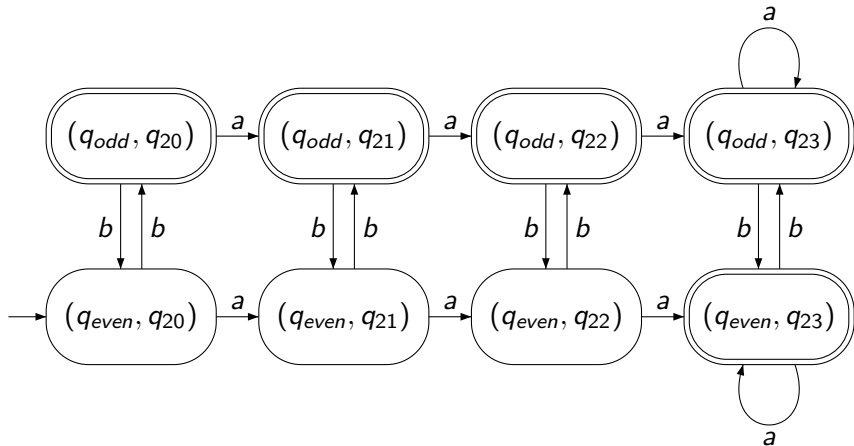 a
(q_odd, q_20) a (q_odd, q_21) a (q_odd, q_22) a (q_odd, q_23)
b b b b b b b b
(q_even, q_20) a (q_even, q_21) a (q_even, q_22) a (q_even, q_23)
a